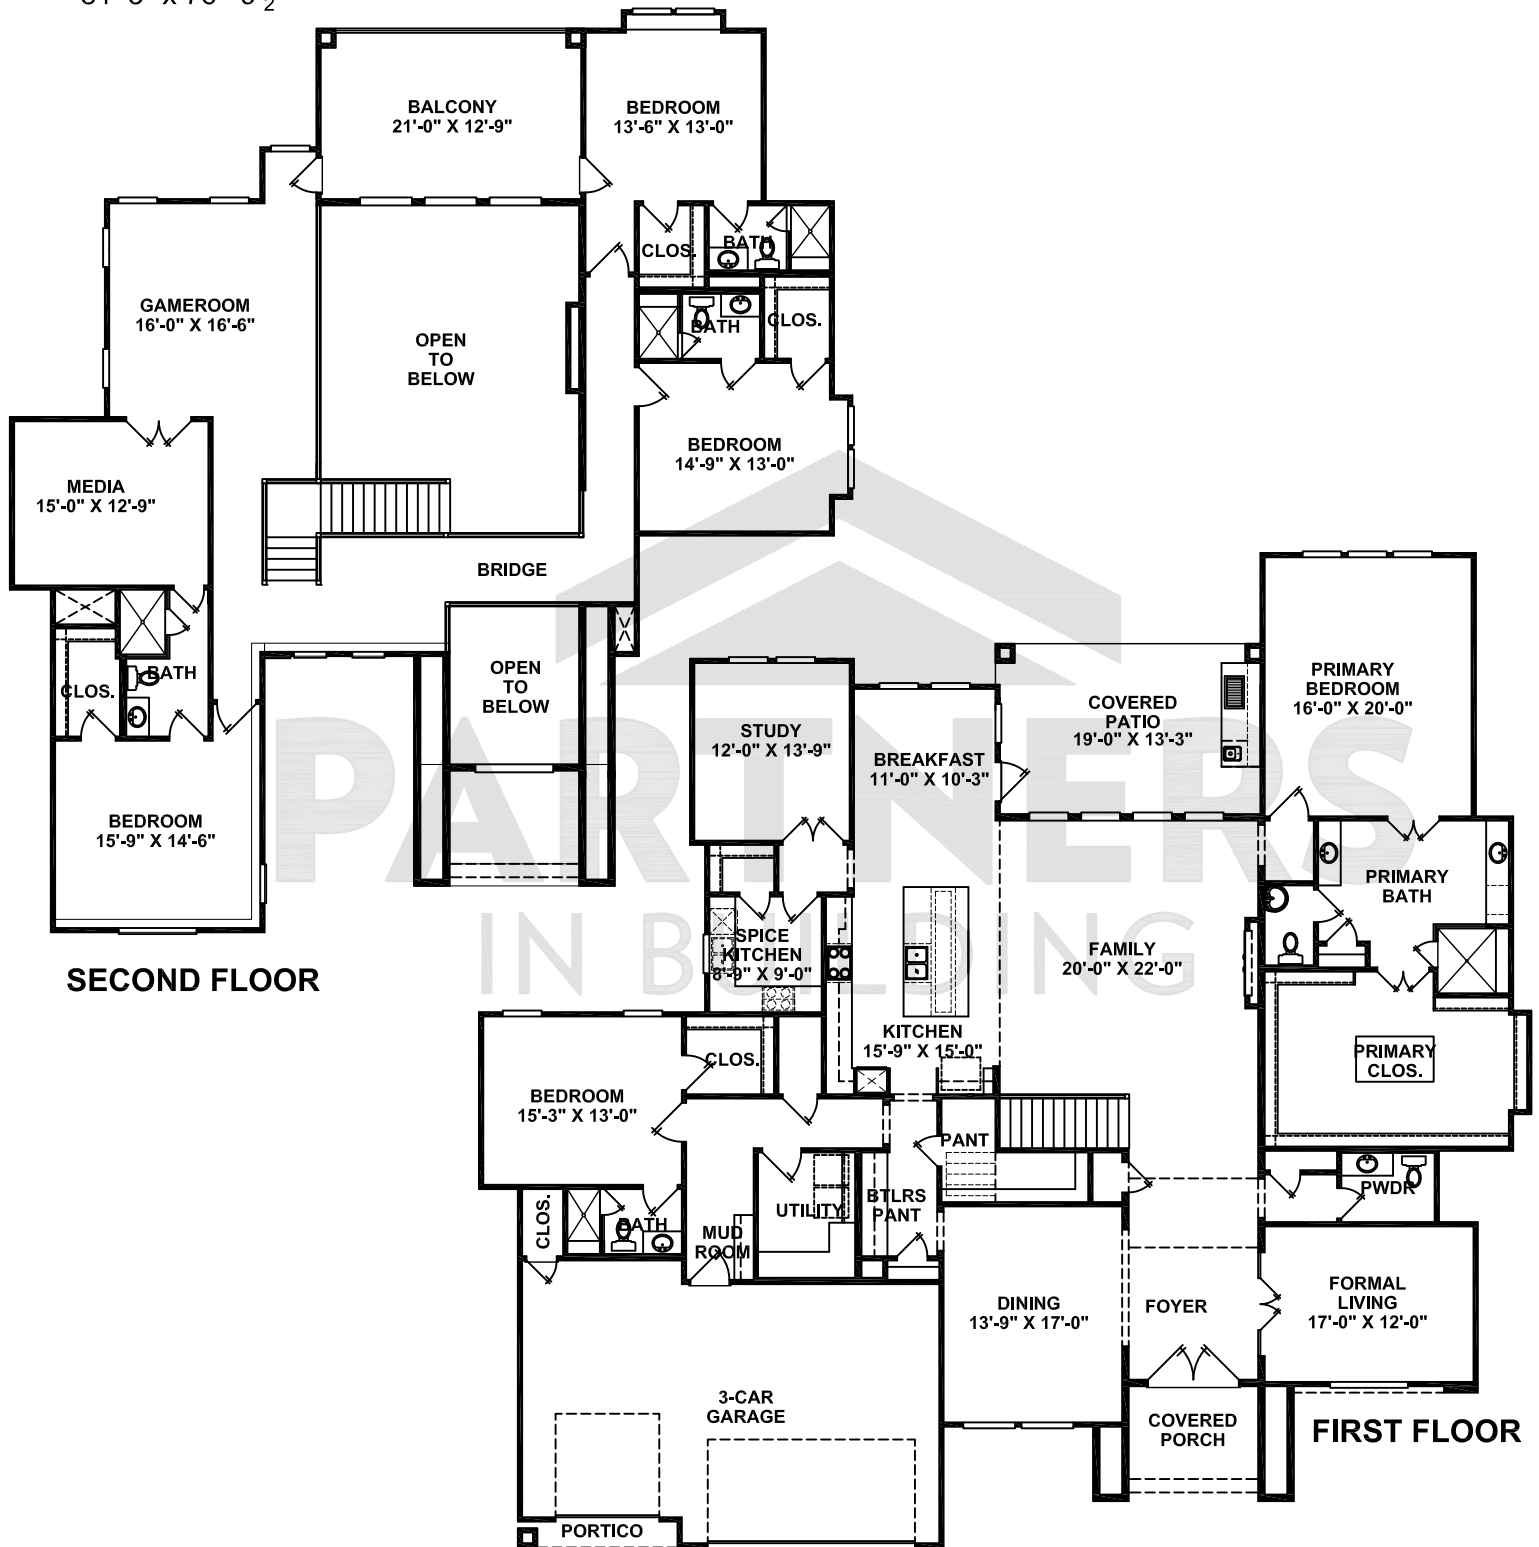 BALCONY
21'-0" X 12'-9"
BEDROOM
13'-6" X 13'-0"
CLOS.
BATH
GAMEROOM
16'-0" X 16'-6"
OPEN
TO
BELOW
BATH
CLOS.
BEDROOM
14'-9" X 13'-0"
MEDIA
15'-0" X 12'-9"
BRIDGE
BATH
CLOS.
OPEN
TO
BELOW
BEDROOM
15'-9" X 14'-6"
SECOND FLOOR
PARTNERS
IN BUILDING
PRIMARY
BEDROOM
16'-0" X 20'-0"
COVERED
PATIO
19'-0" X 13'-3"
STUDY
12'-0" X 13'-9"
BREAKFAST
11'-0" X 10'-3"
PRIMARY
BATH
SPICE
KITCHEN
8'-9" X 9'-0"
FAMILY
20'-0" X 22'-0"
KITCHEN
15'-9" X 15'-0"
PRIMARY
CLOS.
CLOS.
BEDROOM
15'-3" X 13'-0"
PANT
PWDR
BTLRS
PANT
UTILITY
CLOS.
BATH
MUD
ROOM
DINING
13'-9" X 17'-0"
FOYER
FORMAL
LIVING
17'-0" X 12'-0"
3-CAR
GARAGE
COVERED
PORCH
FIRST FLOOR
PORTICO